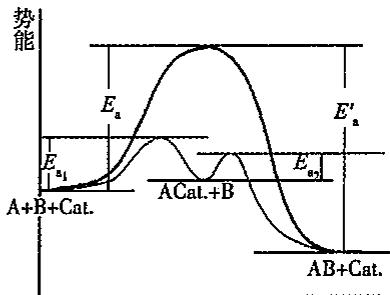 势能
Eₐ
E′ₐ
Eₐ₁
Eₐ₂
A+B+Cat.
ACat.+B
AB+Cat.